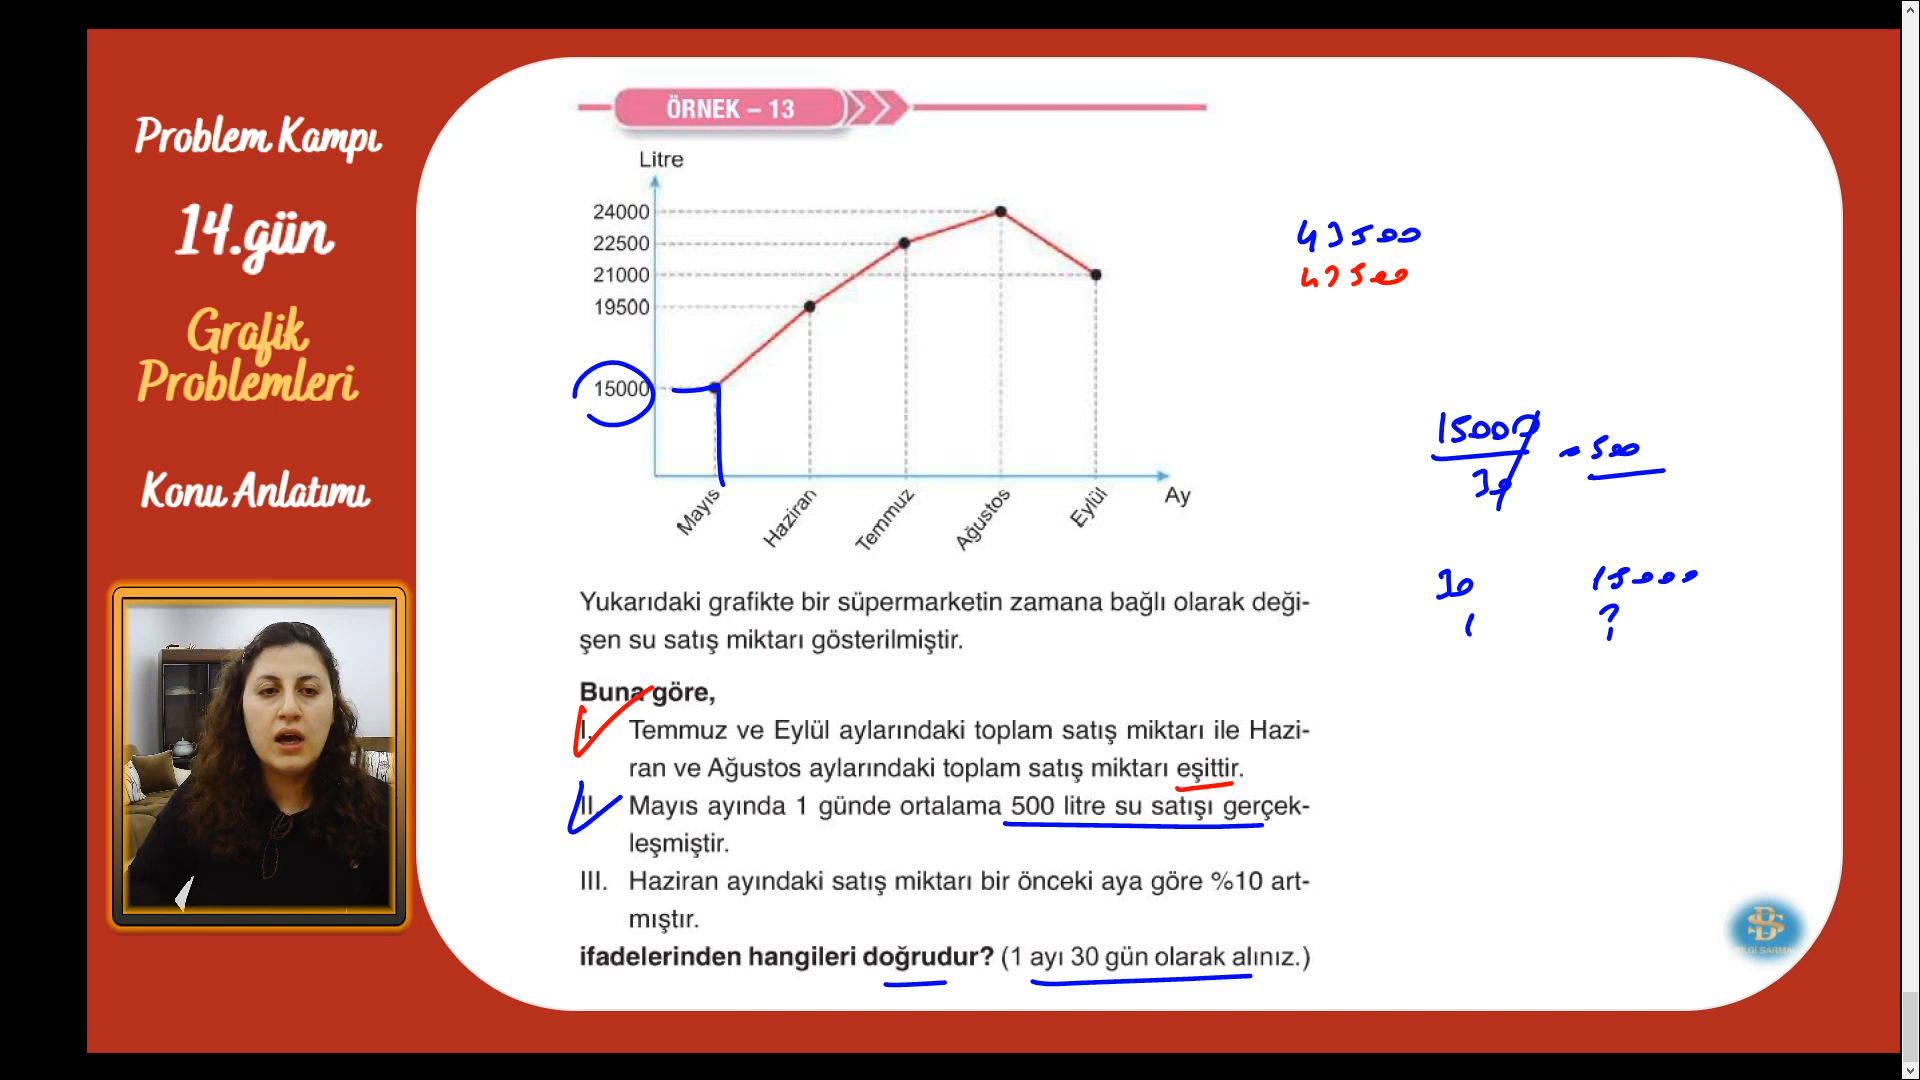 Problem Kampı
14.gün
Grafik
Problemleri
Konu Anlatımı
ÖRNEK – 13
Litre
24000
22500
21000
19500
15000
Mayıs
Haziran
Temmuz
Ağustos
Eylül
Ay
43500
43500
15000
30
= 500
30 15000
1 ?
Yukarıdaki grafikte bir süpermarketin zamana bağlı olarak deği-
şen su satış miktarı gösterilmiştir.
Buna göre,
I. Temmuz ve Eylül aylarındaki toplam satış miktarı ile Hazi-
ran ve Ağustos aylarındaki toplam satış miktarı eşittir.
II. Mayıs ayında 1 günde ortalama 500 litre su satışı gerçek-
leşmiştir.
III. Haziran ayındaki satış miktarı bir önceki aya göre %10 art-
mıştır.
ifadelerinden hangileri doğrudur? (1 ayı 30 gün olarak alınız.)